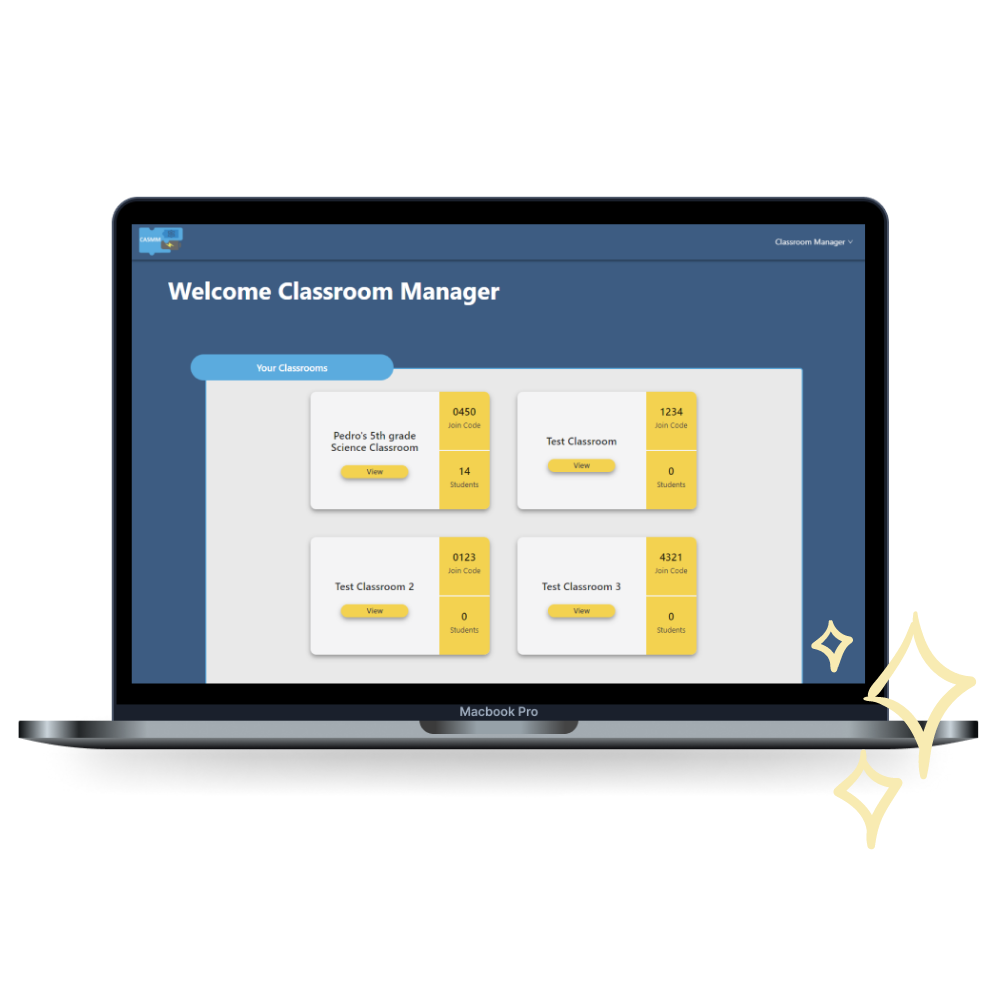 CASMM
Classroom Manager
Welcome Classroom Manager
Your Classrooms
Pedro's 5th grade
Science Classroom
View
0450
Join Code
14
Students
Test Classroom
View
1234
Join Code
0
Students
Test Classroom 2
View
0123
Join Code
0
Students
Test Classroom 3
View
4321
Join Code
0
Students
Macbook Pro